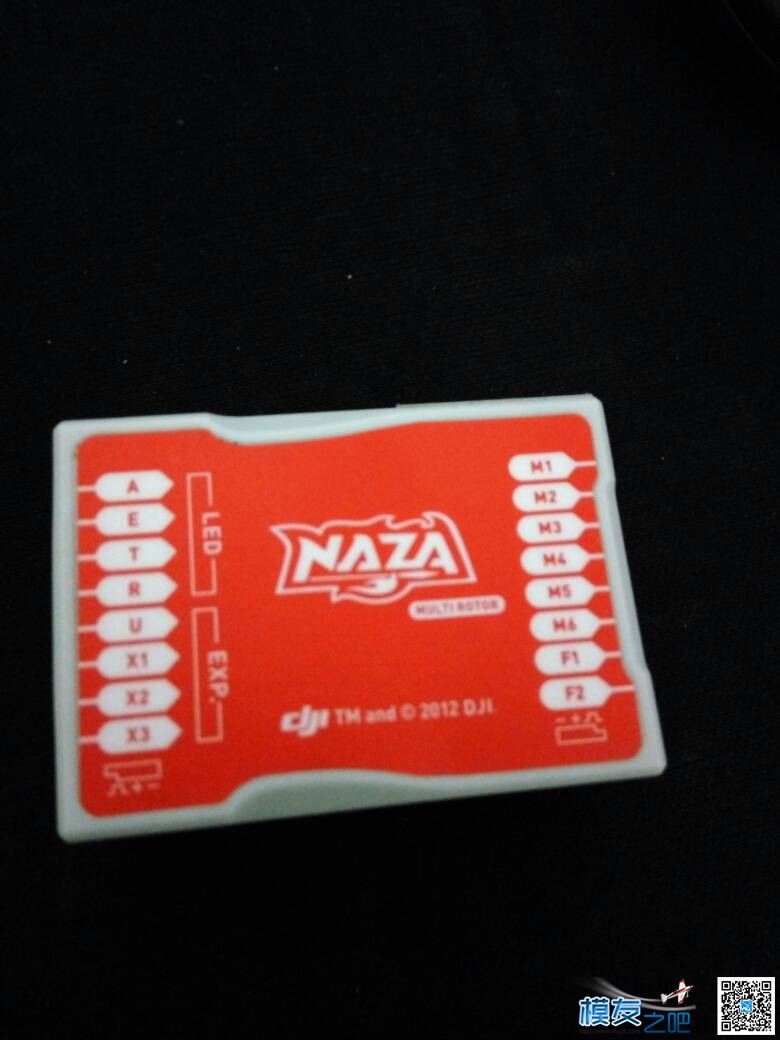 A
E
T
R
U
X1
X2
X3
LED
EXP.
NAZA
MULTI ROTOR
dji TM and © 2012 DJI.
M1
M2
M3
M4
M5
M6
F1
F2
模友之吧